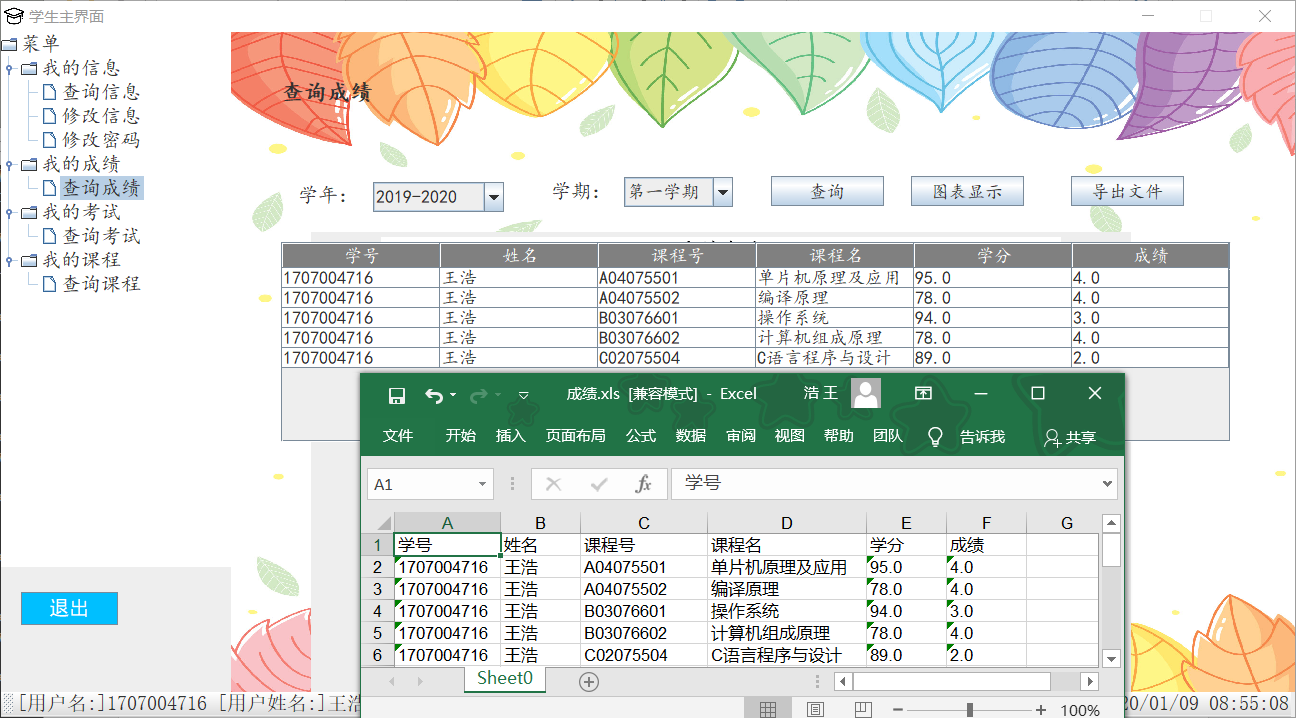 学生主界面
菜单
我的信息
查询信息
修改信息
修改密码
我的成绩
查询成绩
我的考试
查询考试
我的课程
查询课程
退出
查询成绩
学年: 2019-2020 学期: 第一学期 查询 图表显示 导出文件
学号 姓名 课程号 课程名 学分 成绩
1707004716 王浩 A04075501 单片机原理及应用 95.0 4.0
1707004716 王浩 A04075502 编译原理 78.0 4.0
1707004716 王浩 B03076601 操作系统 94.0 3.0
1707004716 王浩 B03076602 计算机组成原理 78.0 4.0
1707004716 王浩 C02075504 C语言程序与设计 89.0 2.0
成绩.xls [兼容模式] - Excel 浩 王
文件 开始 插入 页面布局 公式 数据 审阅 视图 帮助 团队 告诉我 共享
A1 fx 学号
A B C D E F G
1 学号 姓名 课程号 课程名 学分 成绩
2 1707004716 王浩 A04075501 单片机原理及应用 95.0 4.0
3 1707004716 王浩 A04075502 编译原理 78.0 4.0
4 1707004716 王浩 B03076601 操作系统 94.0 3.0
5 1707004716 王浩 B03076602 计算机组成原理 78.0 4.0
6 1707004716 王浩 C02075504 C语言程序与设计 89.0 2.0
Sheet0
100%
[用户名:]1707004716 [用户姓名:]王浩 20/01/09 08:55:08